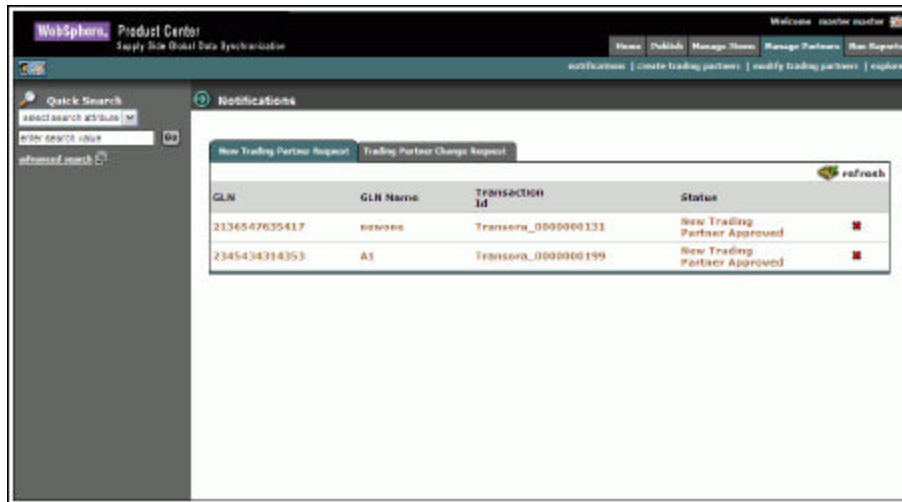 WebSphere. Product Center
Supply Side Global Data Synchronization
Welcome master master
Home Publish Manage Items Manage Partners Run Reports
notifications | create trading partners | modify trading partners | explore
Quick Search
select search attribute
enter search value Go
advanced search
Notifications
New Trading Partner Request Trading Partner Change Request
refresh
GLN GLN Name Transaction Id Status
2136547635417 newone Transora_0000000131 New Trading Partner Approved
2345434314353 A1 Transora_0000000199 New Trading Partner Approved